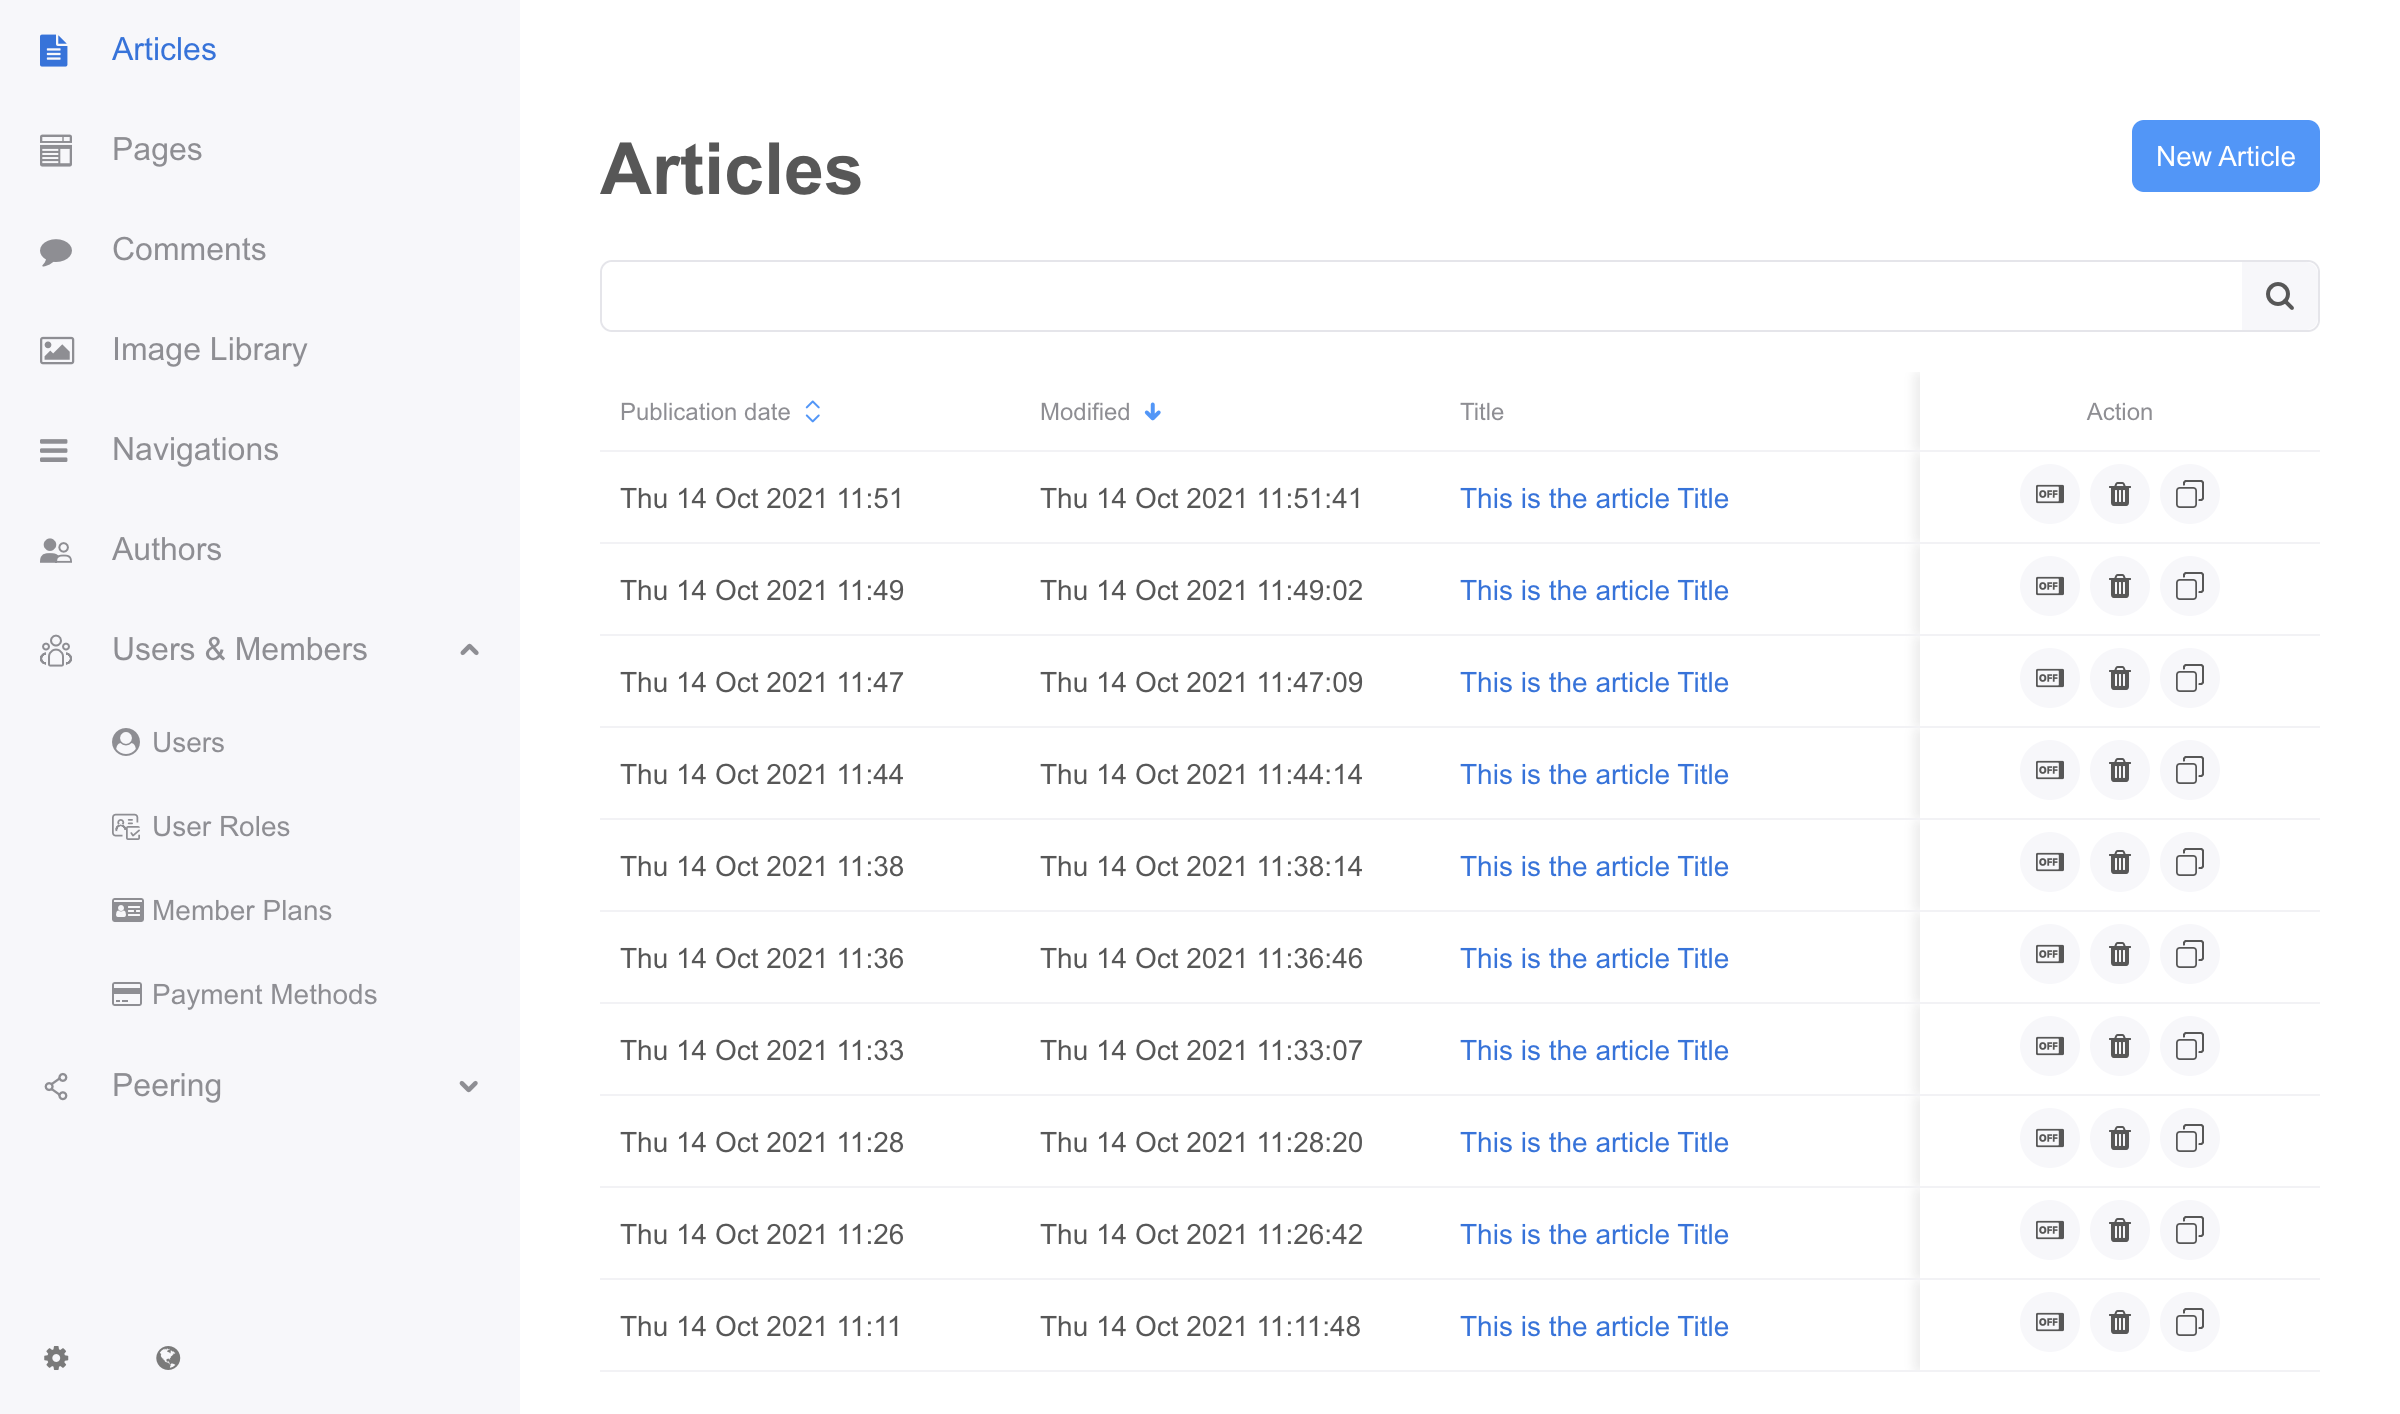 Articles
Pages
Comments
Image Library
Navigations
Authors
Users & Members
Users
User Roles
Member Plans
Payment Methods
Peering
Articles
New Article
Publication date Modified Title Action
Thu 14 Oct 2021 11:51 Thu 14 Oct 2021 11:51:41 This is the article Title OFF
Thu 14 Oct 2021 11:49 Thu 14 Oct 2021 11:49:02 This is the article Title OFF
Thu 14 Oct 2021 11:47 Thu 14 Oct 2021 11:47:09 This is the article Title OFF
Thu 14 Oct 2021 11:44 Thu 14 Oct 2021 11:44:14 This is the article Title OFF
Thu 14 Oct 2021 11:38 Thu 14 Oct 2021 11:38:14 This is the article Title OFF
Thu 14 Oct 2021 11:36 Thu 14 Oct 2021 11:36:46 This is the article Title OFF
Thu 14 Oct 2021 11:33 Thu 14 Oct 2021 11:33:07 This is the article Title OFF
Thu 14 Oct 2021 11:28 Thu 14 Oct 2021 11:28:20 This is the article Title OFF
Thu 14 Oct 2021 11:26 Thu 14 Oct 2021 11:26:42 This is the article Title OFF
Thu 14 Oct 2021 11:11 Thu 14 Oct 2021 11:11:48 This is the article Title OFF